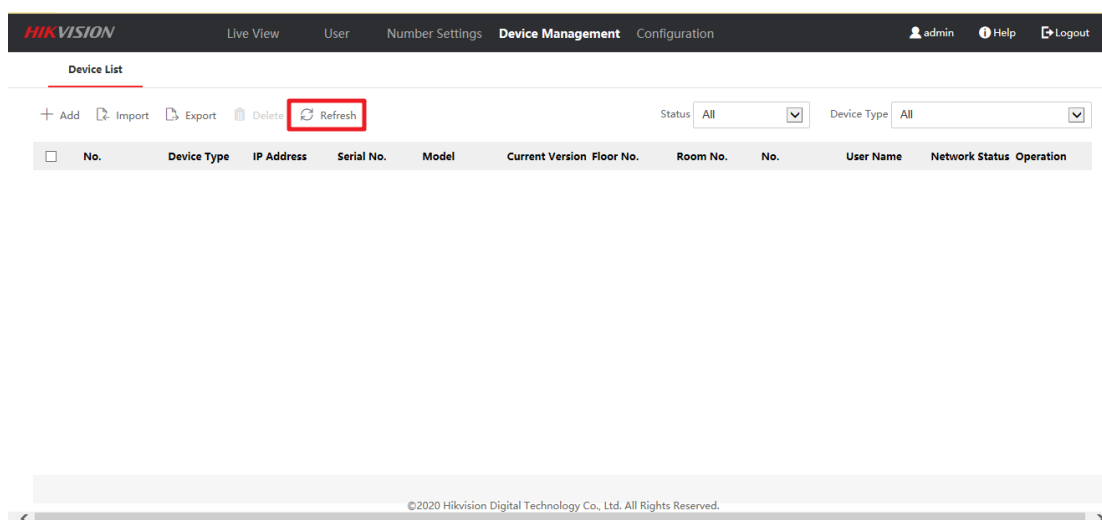 HIKVISION Live View User Number Settings Device Management Configuration admin Help Logout
Device List
Add Import Export Delete Refresh Status All Device Type All
No. Device Type IP Address Serial No. Model Current Version Floor No. Room No. No. User Name Network Status Operation
©2020 Hikvision Digital Technology Co., Ltd. All Rights Reserved.